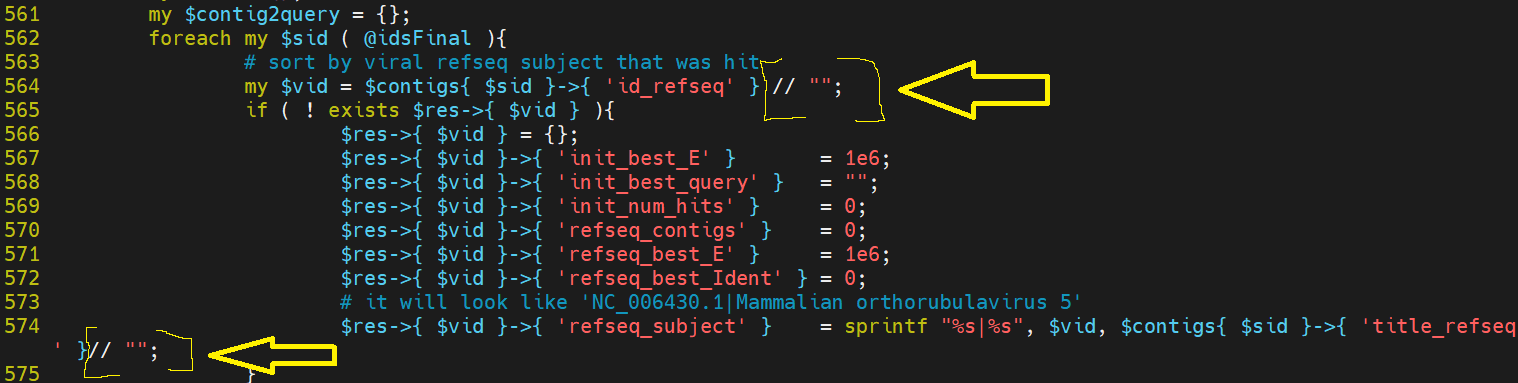 561 my $contig2query = {};
562 foreach my $sid ( @idsFinal ){
563 # sort by viral refseq subject that was hit
564 my $vid = $contigs{ $sid }->{ 'id_refseq' } // "";
565 if ( ! exists $res->{ $vid } ){
566 $res->{ $vid } = {};
567 $res->{ $vid }->{ 'init_best_E' } = 1e6;
568 $res->{ $vid }->{ 'init_best_query' } = "";
569 $res->{ $vid }->{ 'init_num_hits' } = 0;
570 $res->{ $vid }->{ 'refseq_contigs' } = 0;
571 $res->{ $vid }->{ 'refseq_best_E' } = 1e6;
572 $res->{ $vid }->{ 'refseq_best_Ident' } = 0;
573 # it will look like 'NC_006430.1|Mammalian orthorubulavirus 5'
574 $res->{ $vid }->{ 'refseq_subject' } = sprintf "%s|%s", $vid, $contigs{ $sid }->{ 'title_refseq
' }// "";
575 }